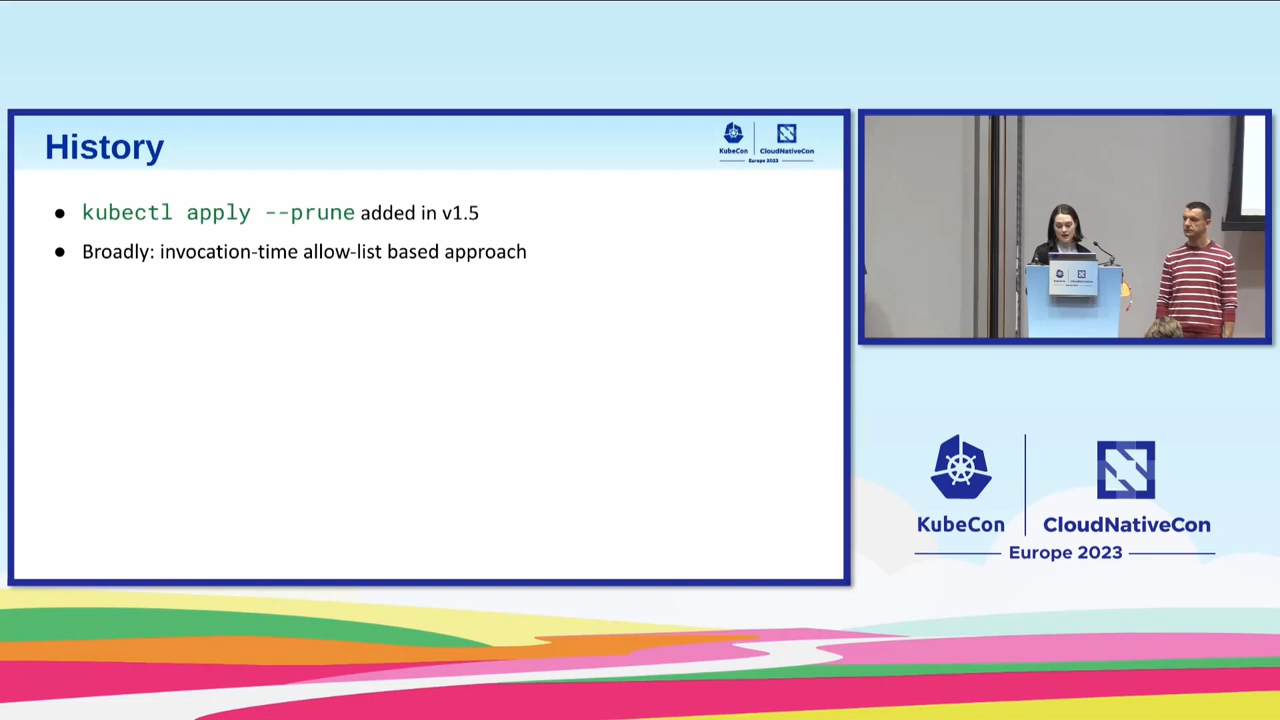 History
KubeCon
CloudNativeCon
Europe 2023
● kubectl apply --prune added in v1.5
● Broadly: invocation-time allow-list based approach
KubeCon
CloudNativeCon
Europe 2023